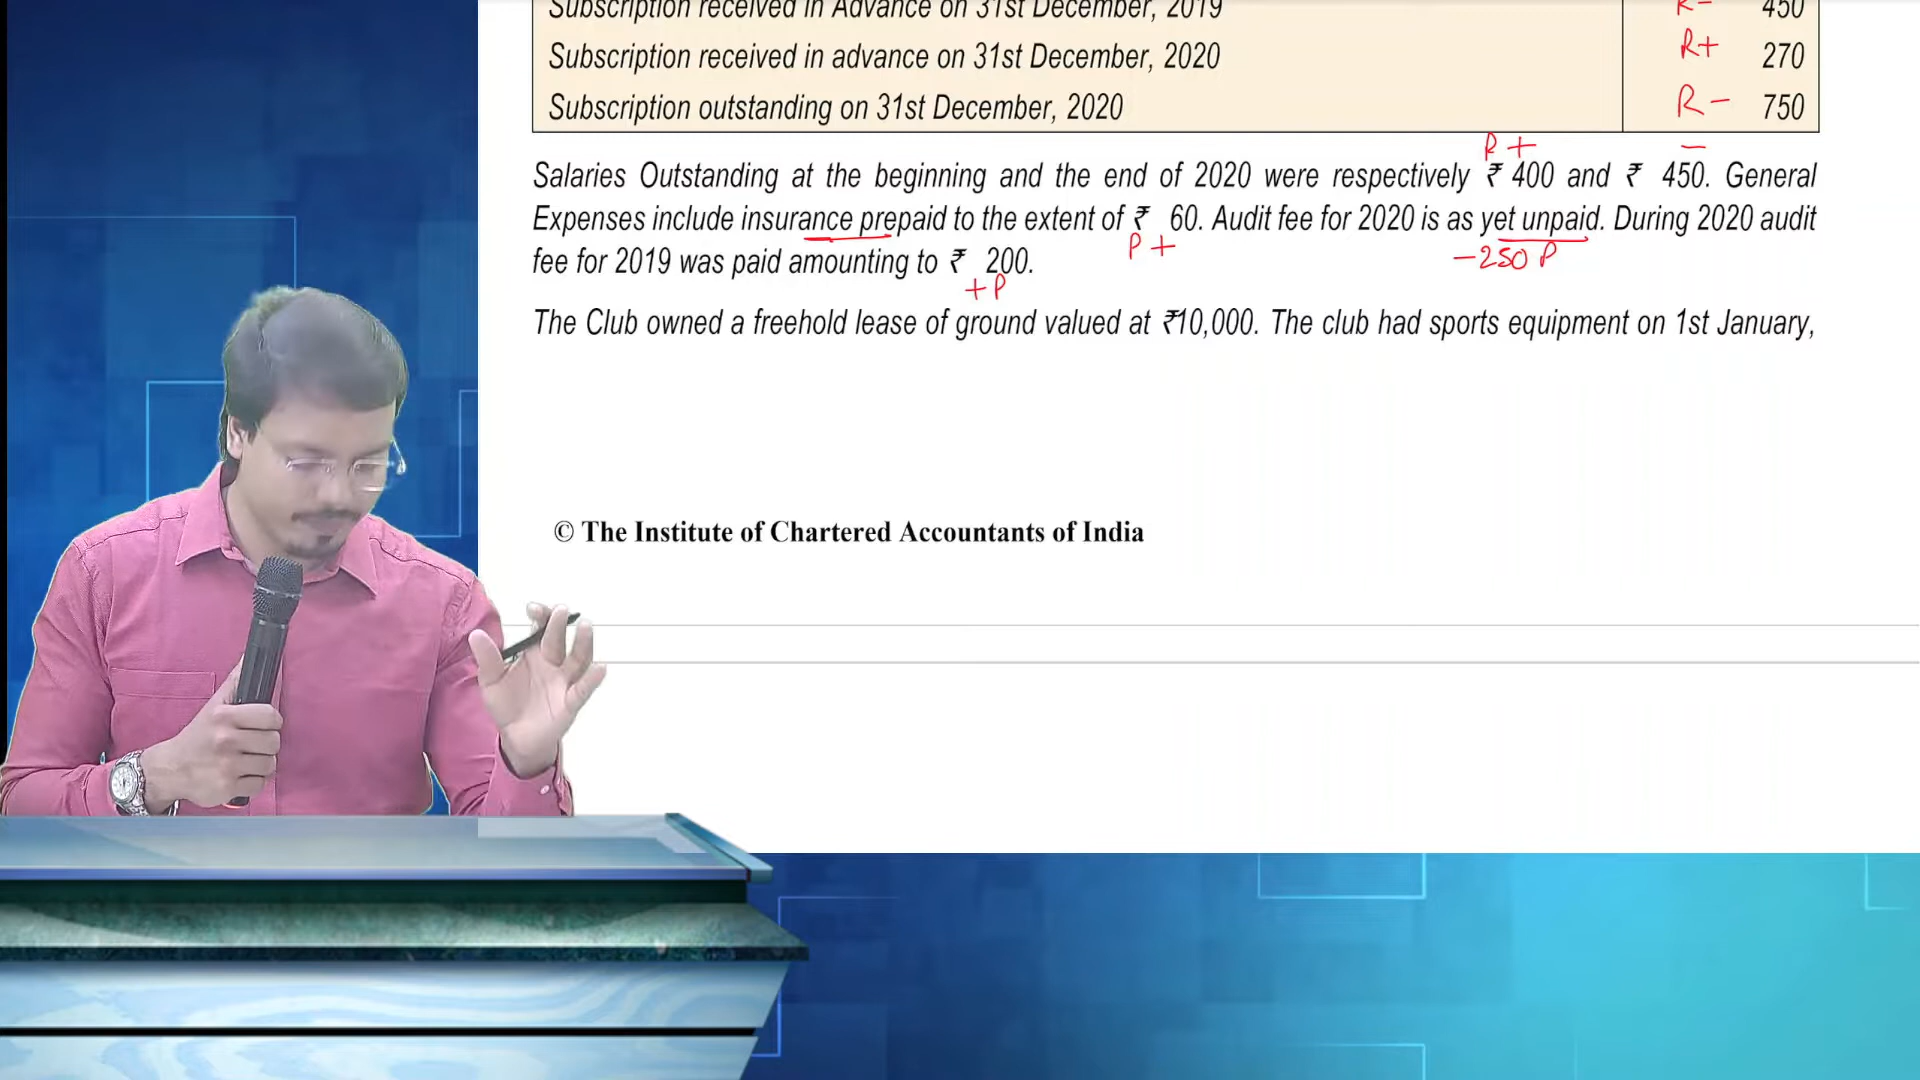 Subscription received in Advance on 31st December, 2019 R- 450
Subscription received in advance on 31st December, 2020 R+ 270
Subscription outstanding on 31st December, 2020 R- 750
R+ -
Salaries Outstanding at the beginning and the end of 2020 were respectively ₹ 400 and ₹ 450. General
Expenses include insurance prepaid to the extent of ₹ 60. Audit fee for 2020 is as yet unpaid. During 2020 audit
P+ -250 P
fee for 2019 was paid amounting to ₹ 200.
+P
The Club owned a freehold lease of ground valued at ₹10,000. The club had sports equipment on 1st January,
© The Institute of Chartered Accountants of India